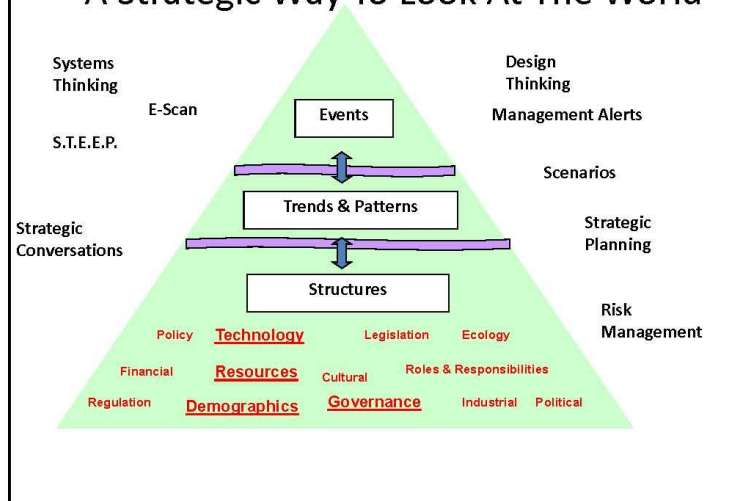 A Strategic Way To Look At The World
Systems
Thinking
Design
Thinking
E-Scan
Events
Management Alerts
S.T.E.E.P.
Scenarios
Trends & Patterns
Strategic
Conversations
Strategic
Planning
Structures
Risk
Management
Policy Technology Legislation Ecology
Financial Resources Cultural Roles & Responsibilities
Regulation Demographics Governance Industrial Political